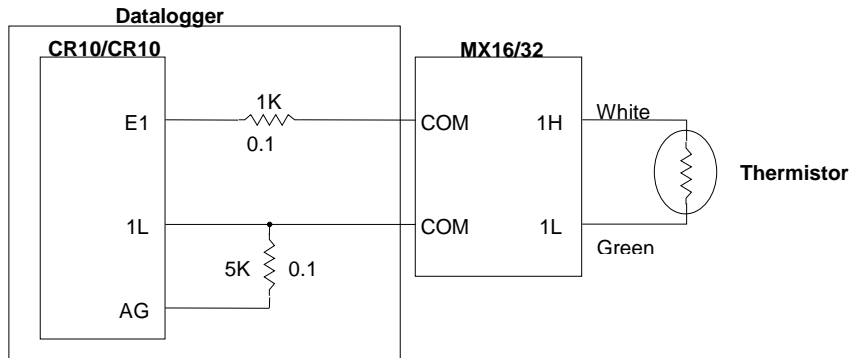 Datalogger
CR10/CR10
MX16/32
1K
E1
COM
1H
White
0.1
Thermistor
1L
COM
1L
Green
5K
0.1
AG